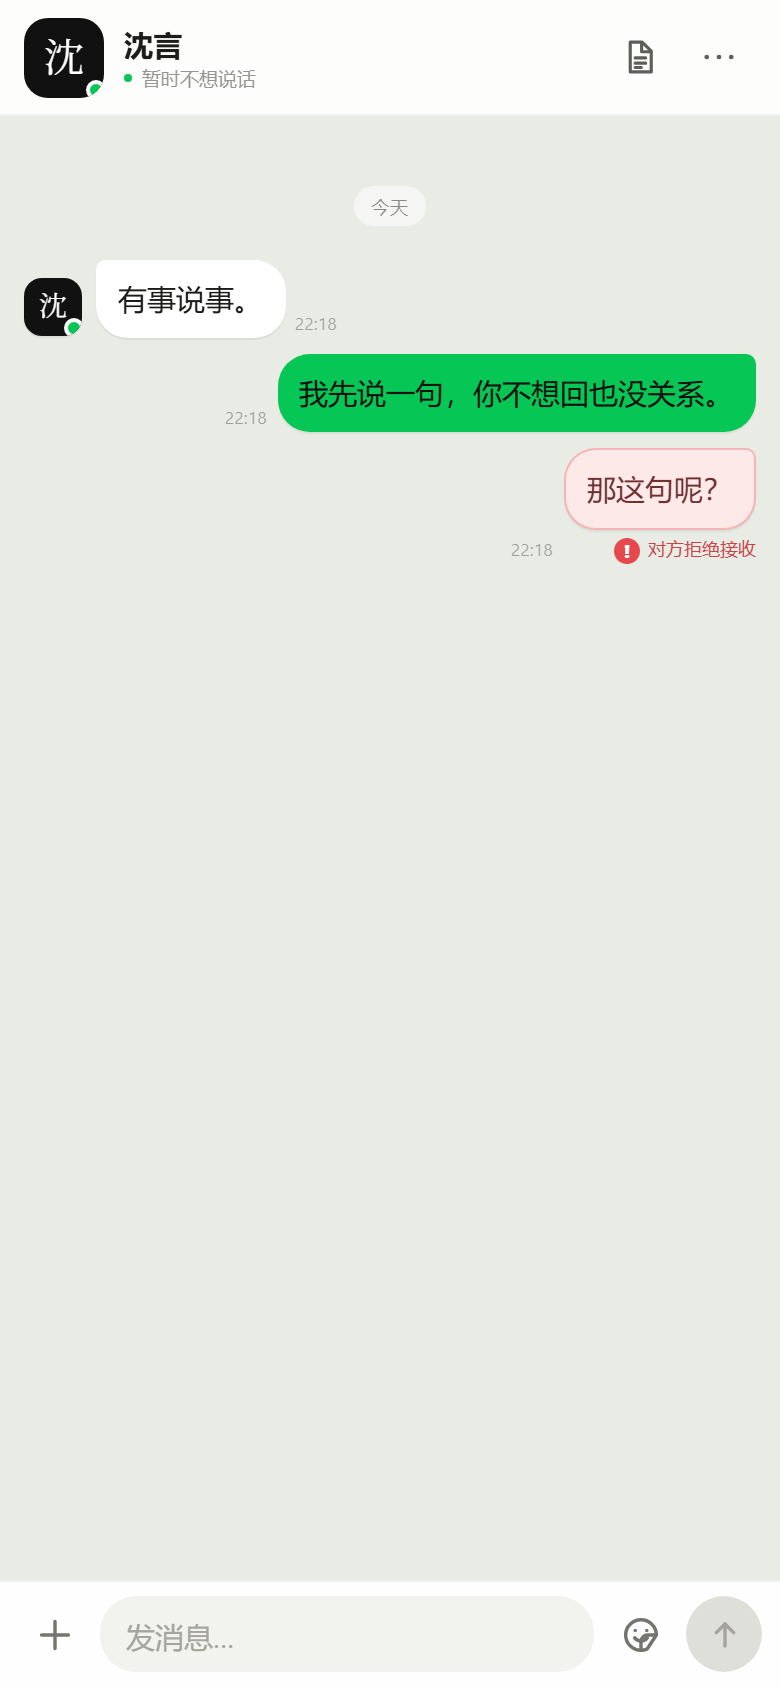 沈
沈言
暂时不想说话
今天
沈
有事说事。
22:18
我先说一句，你不想回也没关系。
22:18
那这句呢？
22:18
对方拒绝接收
发消息...